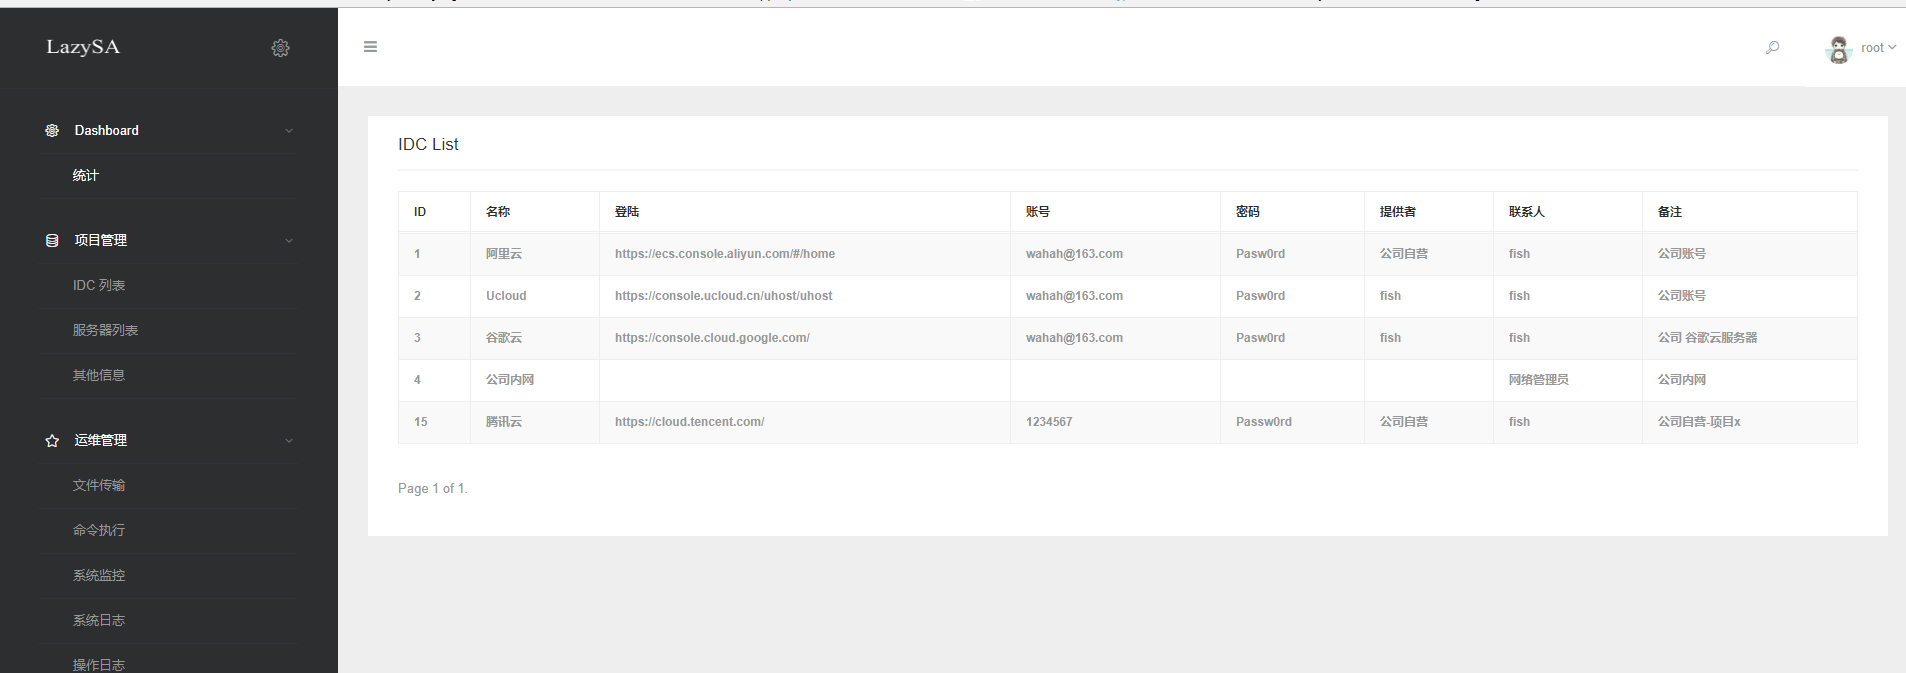 LazySA
root
Dashboard
统计
项目管理
IDC 列表
服务器列表
其他信息
运维管理
文件传输
命令执行
系统监控
系统日志
操作日志
IDC List
ID 名称 登陆 账号 密码 提供者 联系人 备注
1 阿里云 https://ecs.console.aliyun.com/#/home wahah@163.com Pasw0rd 公司自营 fish 公司账号
2 Ucloud https://console.ucloud.cn/uhost/uhost wahah@163.com Pasw0rd fish fish 公司账号
3 谷歌云 https://console.cloud.google.com/ wahah@163.com Pasw0rd fish fish 公司 谷歌云服务器
4 公司内网 网络管理员 公司内网
15 腾讯云 https://cloud.tencent.com/ 1234567 Passw0rd 公司自营 fish 公司自营-项目x
Page 1 of 1.